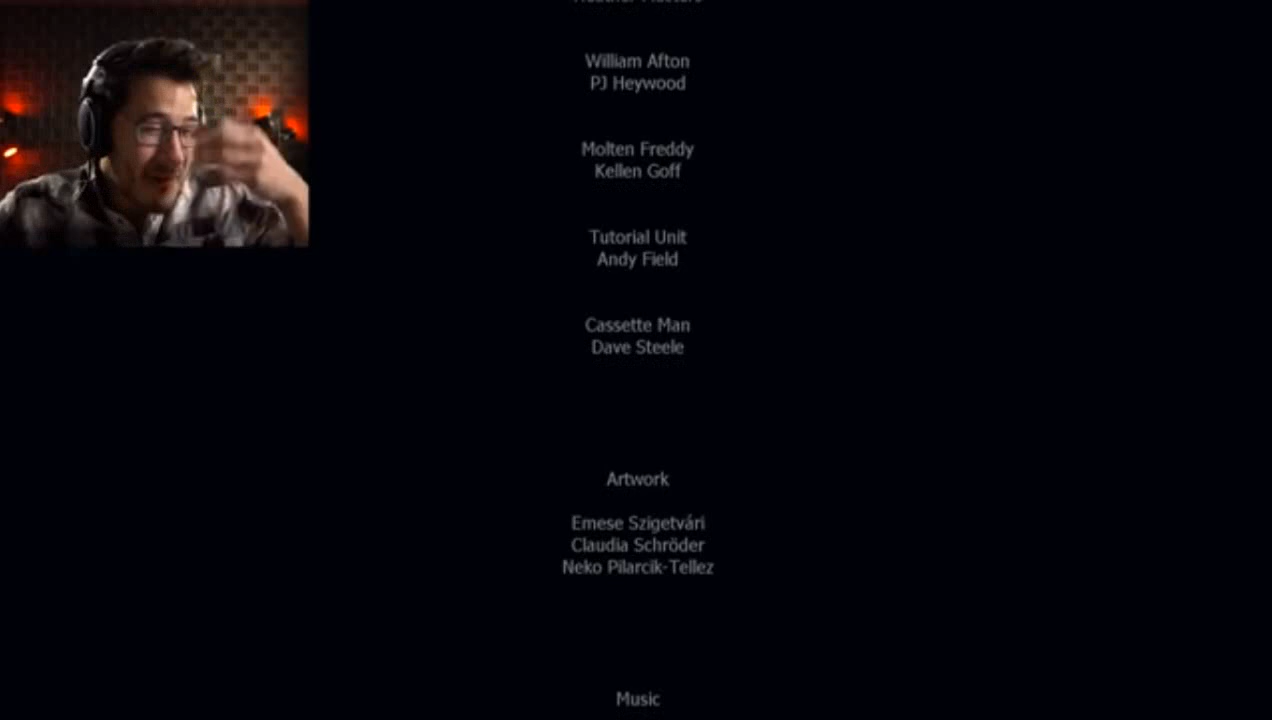 William Afton
PJ Heywood
Molten Freddy
Kellen Goff
Tutorial Unit
Andy Field
Cassette Man
Dave Steele
Artwork
Emese Szigetvári
Claudia Schröder
Neko Pilarcik-Tellez
Music